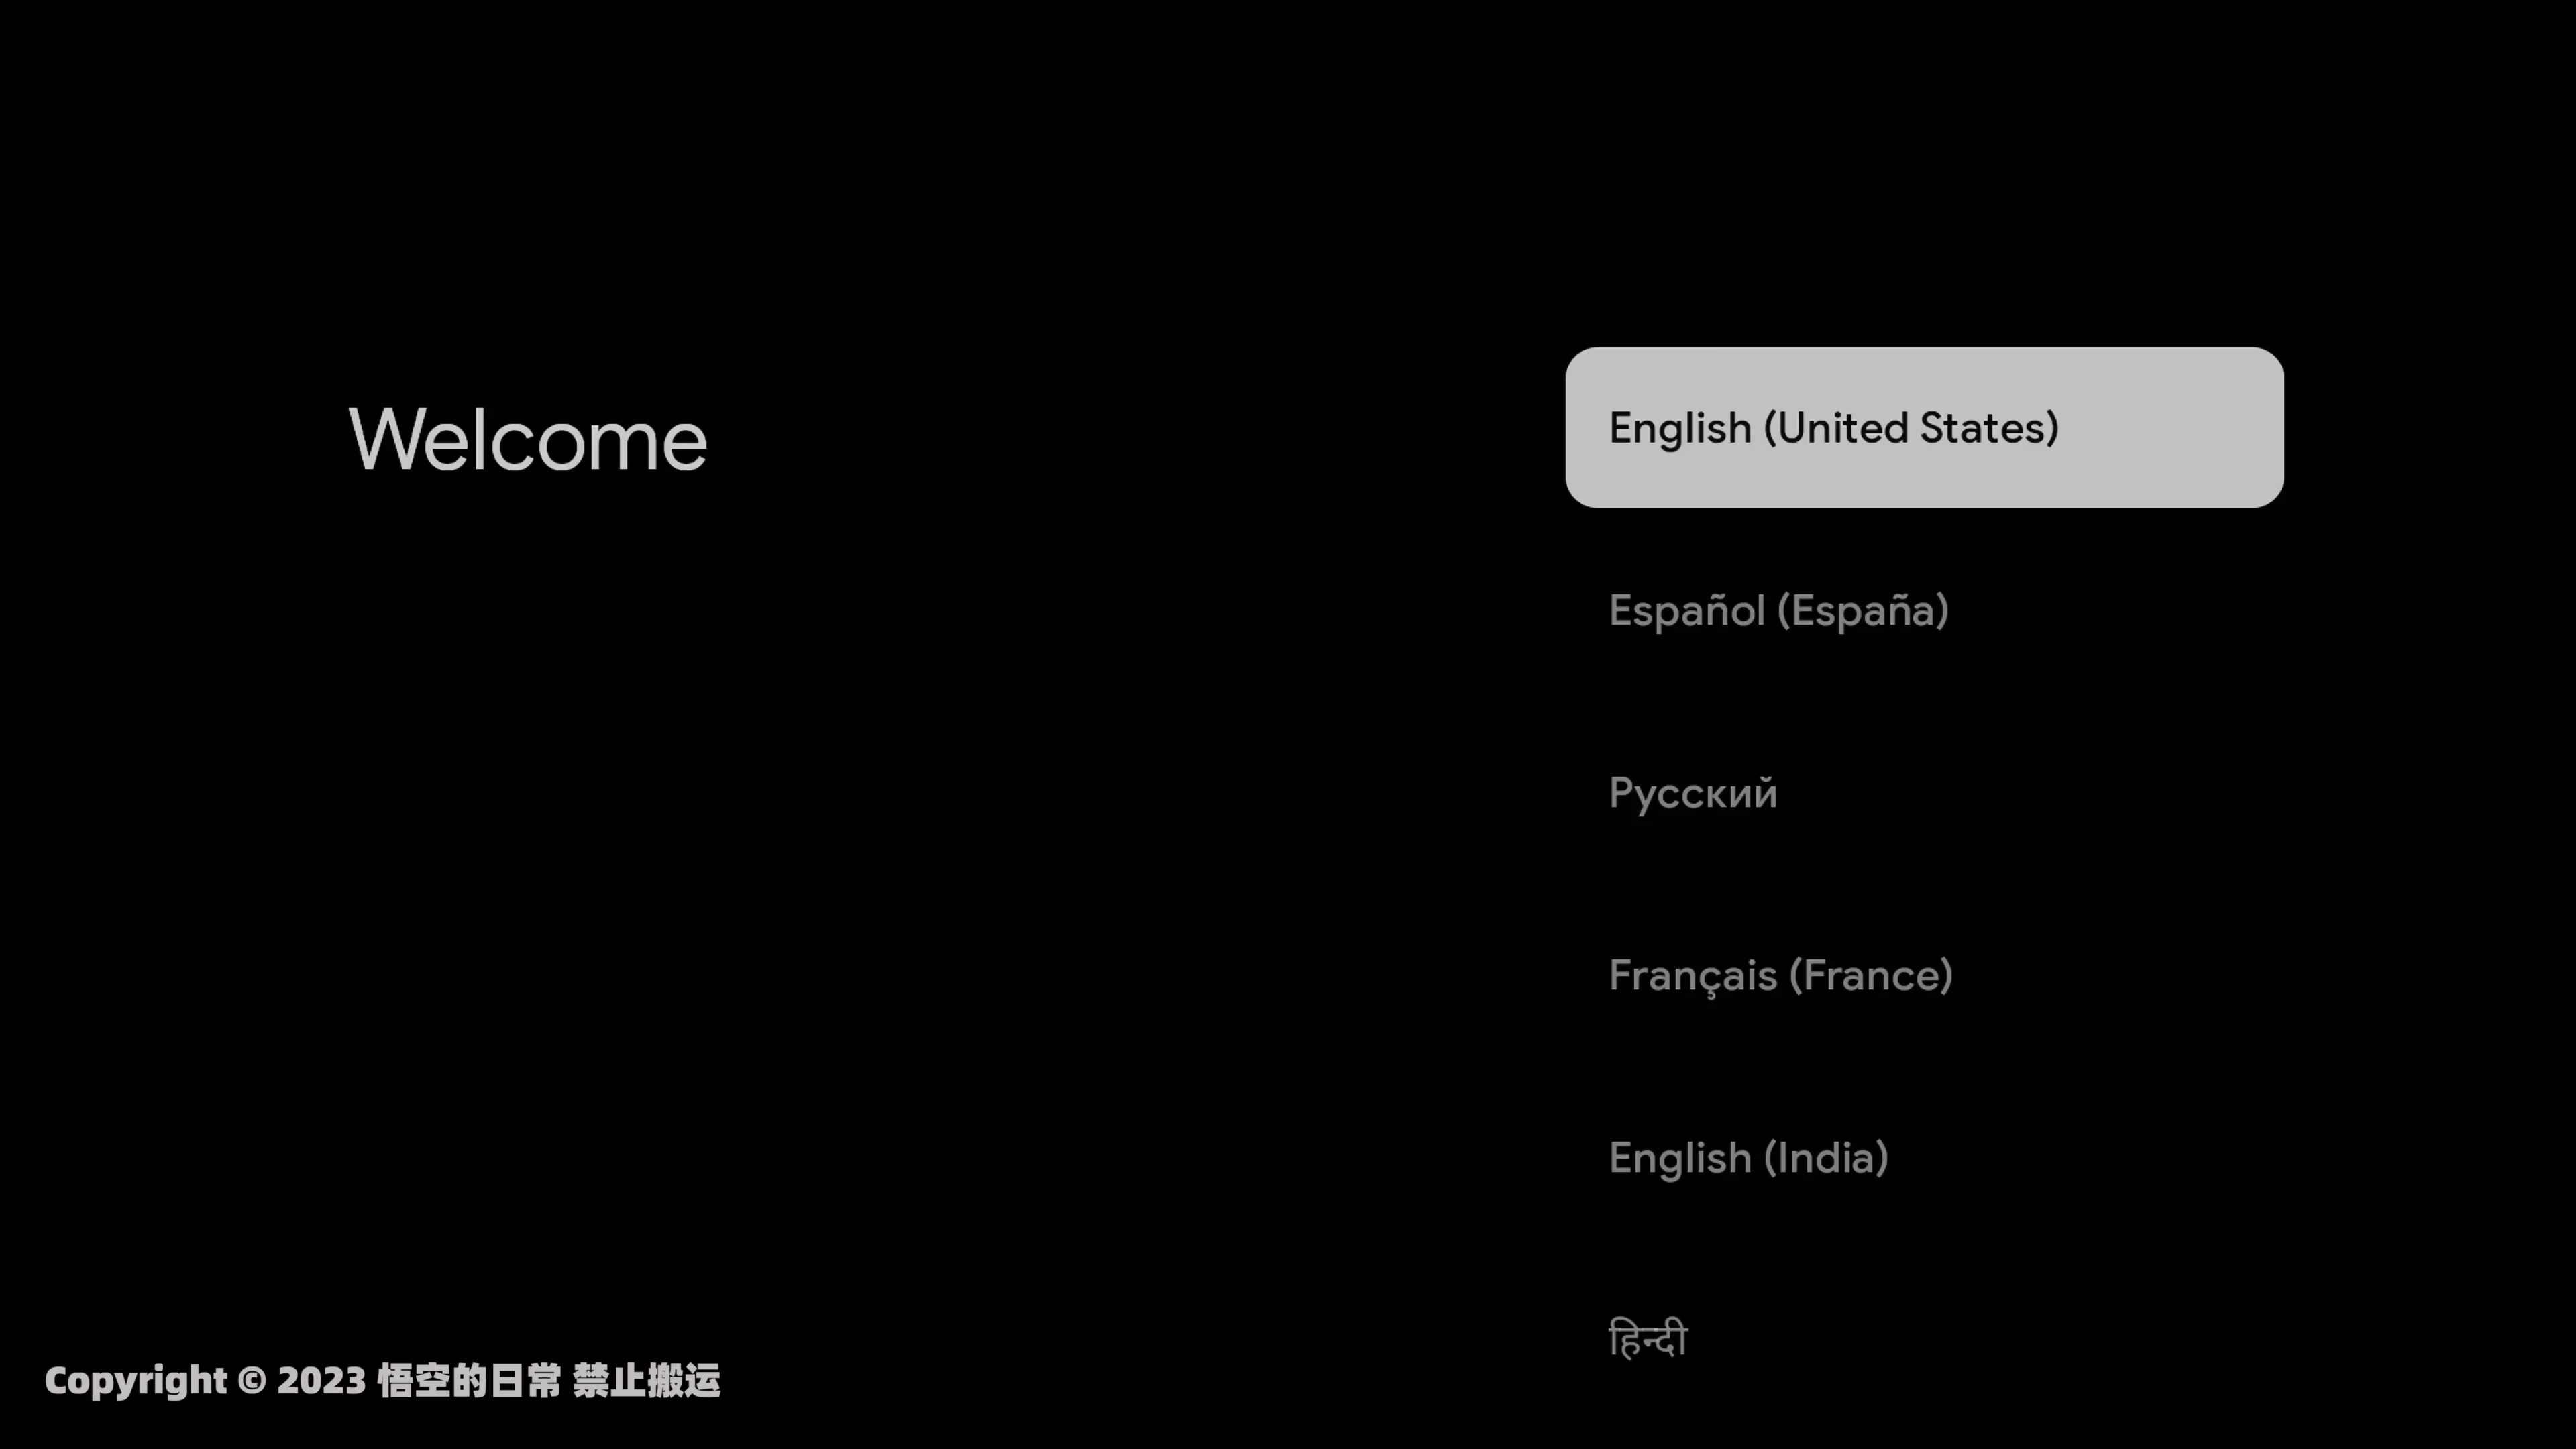 Welcome
English (United States)
Español (España)
Русский
Français (France)
English (India)
हिन्दी
Copyright © 2023 悟空的日常 禁止搬运